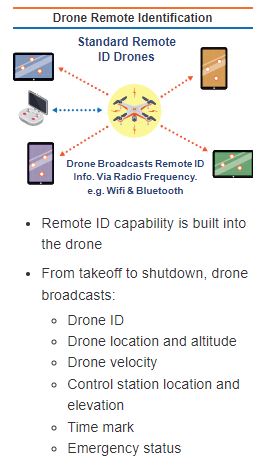 Drone Remote Identification
Standard Remote
ID Drones
Drone Broadcasts Remote ID
Info. Via Radio Frequency.
e.g. Wifi & Bluetooth
• Remote ID capability is built into
the drone
• From takeoff to shutdown, drone
broadcasts:
◦ Drone ID
◦ Drone location and altitude
◦ Drone velocity
◦ Control station location and
elevation
◦ Time mark
◦ Emergency status